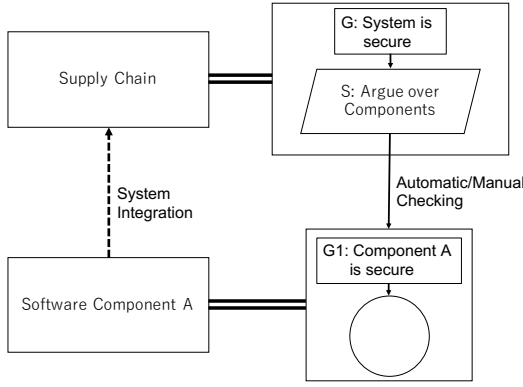 G: System is
secure
Supply Chain
S: Argue over
Components
System
Integration
Automatic/Manual
Checking
G1: Component A
is secure
Software Component A